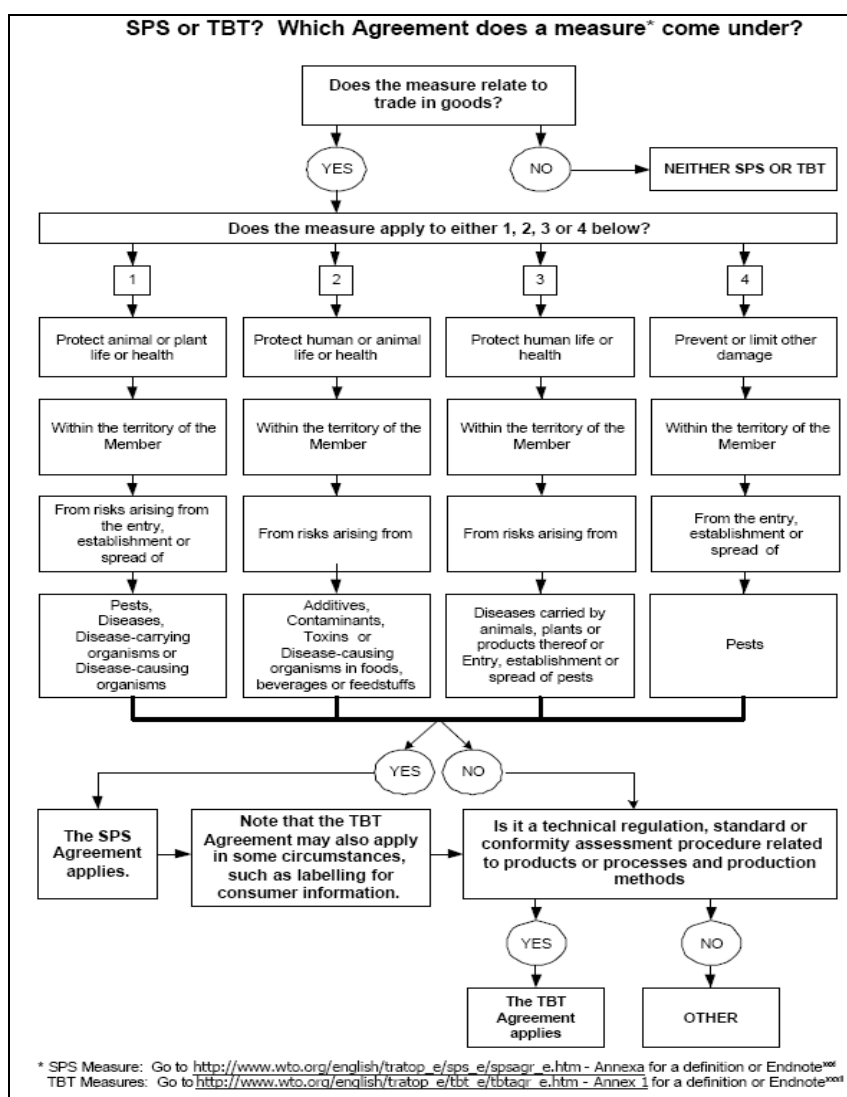 SPS or TBT? Which Agreement does a measure* come under?
Does the measure relate to
trade in goods?
YES
NO
NEITHER SPS OR TBT
Does the measure apply to either 1, 2, 3 or 4 below?
1
2
3
4
Protect animal or plant
life or health
Protect human or animal
life or health
Protect human life or
health
Prevent or limit other
damage
Within the territory of the
Member
Within the territory of the
Member
Within the territory of the
Member
Within the territory of the
Member
From risks arising from
the entry,
establishment or
spread of
From risks arising from
From risks arising from
From the entry,
establishment or
spread of
Pests,
Diseases,
Disease-carrying
organisms or
Disease-causing
organisms
Additives,
Contaminants,
Toxins or
Disease-causing
organisms in foods,
beverages or feedstuffs
Diseases carried by
animals, plants or
products thereof or
Entry, establishment or
spread of pests
Pests
YES
NO
The SPS
Agreement
applies.
Note that the TBT
Agreement may also apply
in some circumstances,
such as labelling for
consumer information.
Is it a technical regulation, standard or
conformity assessment procedure related
to products or processes and production
methods
YES
NO
The TBT
Agreement
applies
OTHER
* SPS Measure: Go to http://www.wto.org/english/tratop_e/sps_e/spsagr_e.htm - Annexa for a definition or Endnote
TBT Measures: Go to http://www.wto.org/english/tratop_e/tbt_e/tbtagr_e.htm - Annex 1 for a definition or Endnote